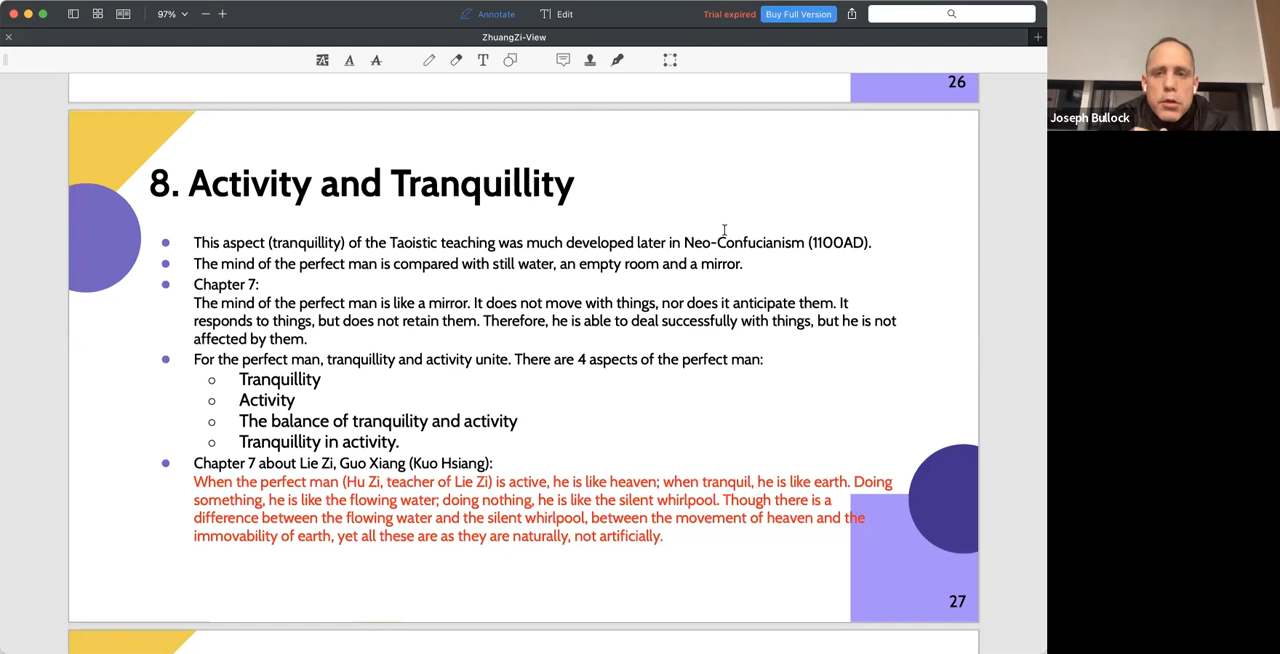 97%
Annotate
Edit
Trial expired
Buy Full Version
ZhuangZi-View
26
Joseph Bullock
8. Activity and Tranquillity
This aspect (tranquillity) of the Taoistic teaching was much developed later in Neo-Confucianism (1100AD).
The mind of the perfect man is compared with still water, an empty room and a mirror.
Chapter 7:
The mind of the perfect man is like a mirror. It does not move with things, nor does it anticipate them. It
responds to things, but does not retain them. Therefore, he is able to deal successfully with things, but he is not
affected by them.
For the perfect man, tranquillity and activity unite. There are 4 aspects of the perfect man:
Tranquillity
Activity
The balance of tranquility and activity
Tranquillity in activity.
Chapter 7 about Lie Zi, Guo Xiang (Kuo Hsiang):
When the perfect man (Hu Zi, teacher of Lie Zi) is active, he is like heaven; when tranquil, he is like earth. Doing
something, he is like the flowing water; doing nothing, he is like the silent whirlpool. Though there is a
difference between the flowing water and the silent whirlpool, between the movement of heaven and the
immovability of earth, yet all these are as they are naturally, not artificially.
27